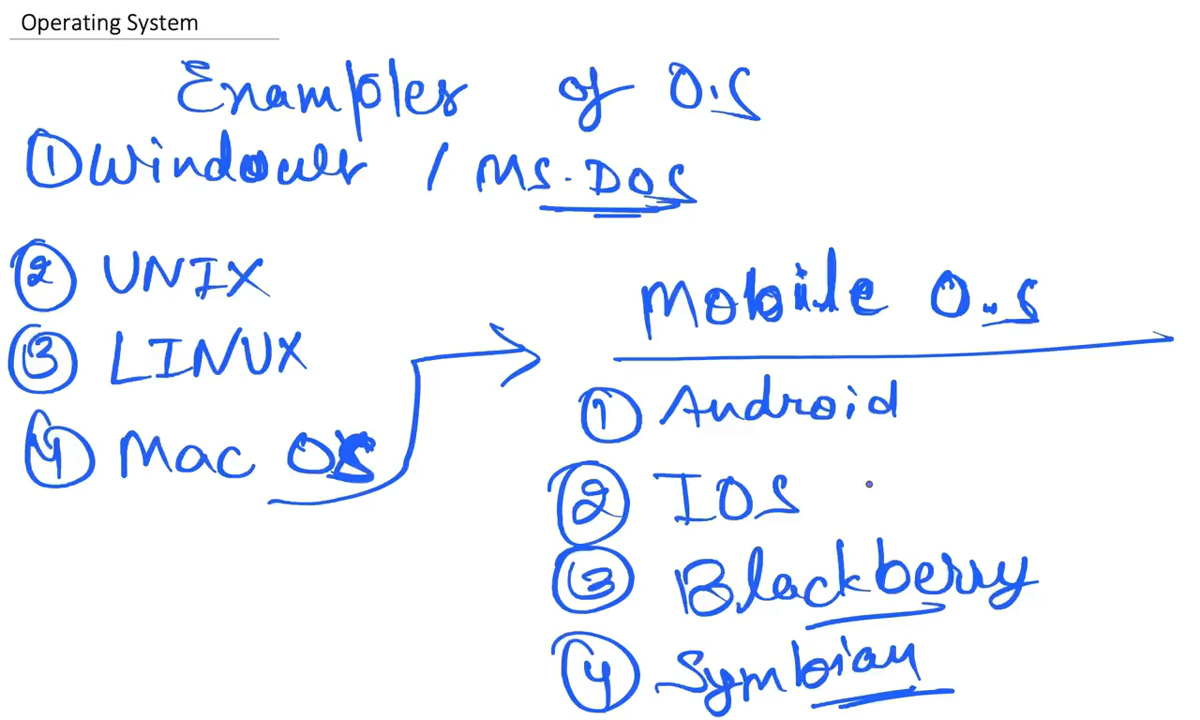 Operating System
Examples of O.S
① Windows / MS-DOS
② UNIX
③ LINUX
④ Mac OS
Mobile O.S
① Android
② IOS
③ Blackberry
④ Symbian